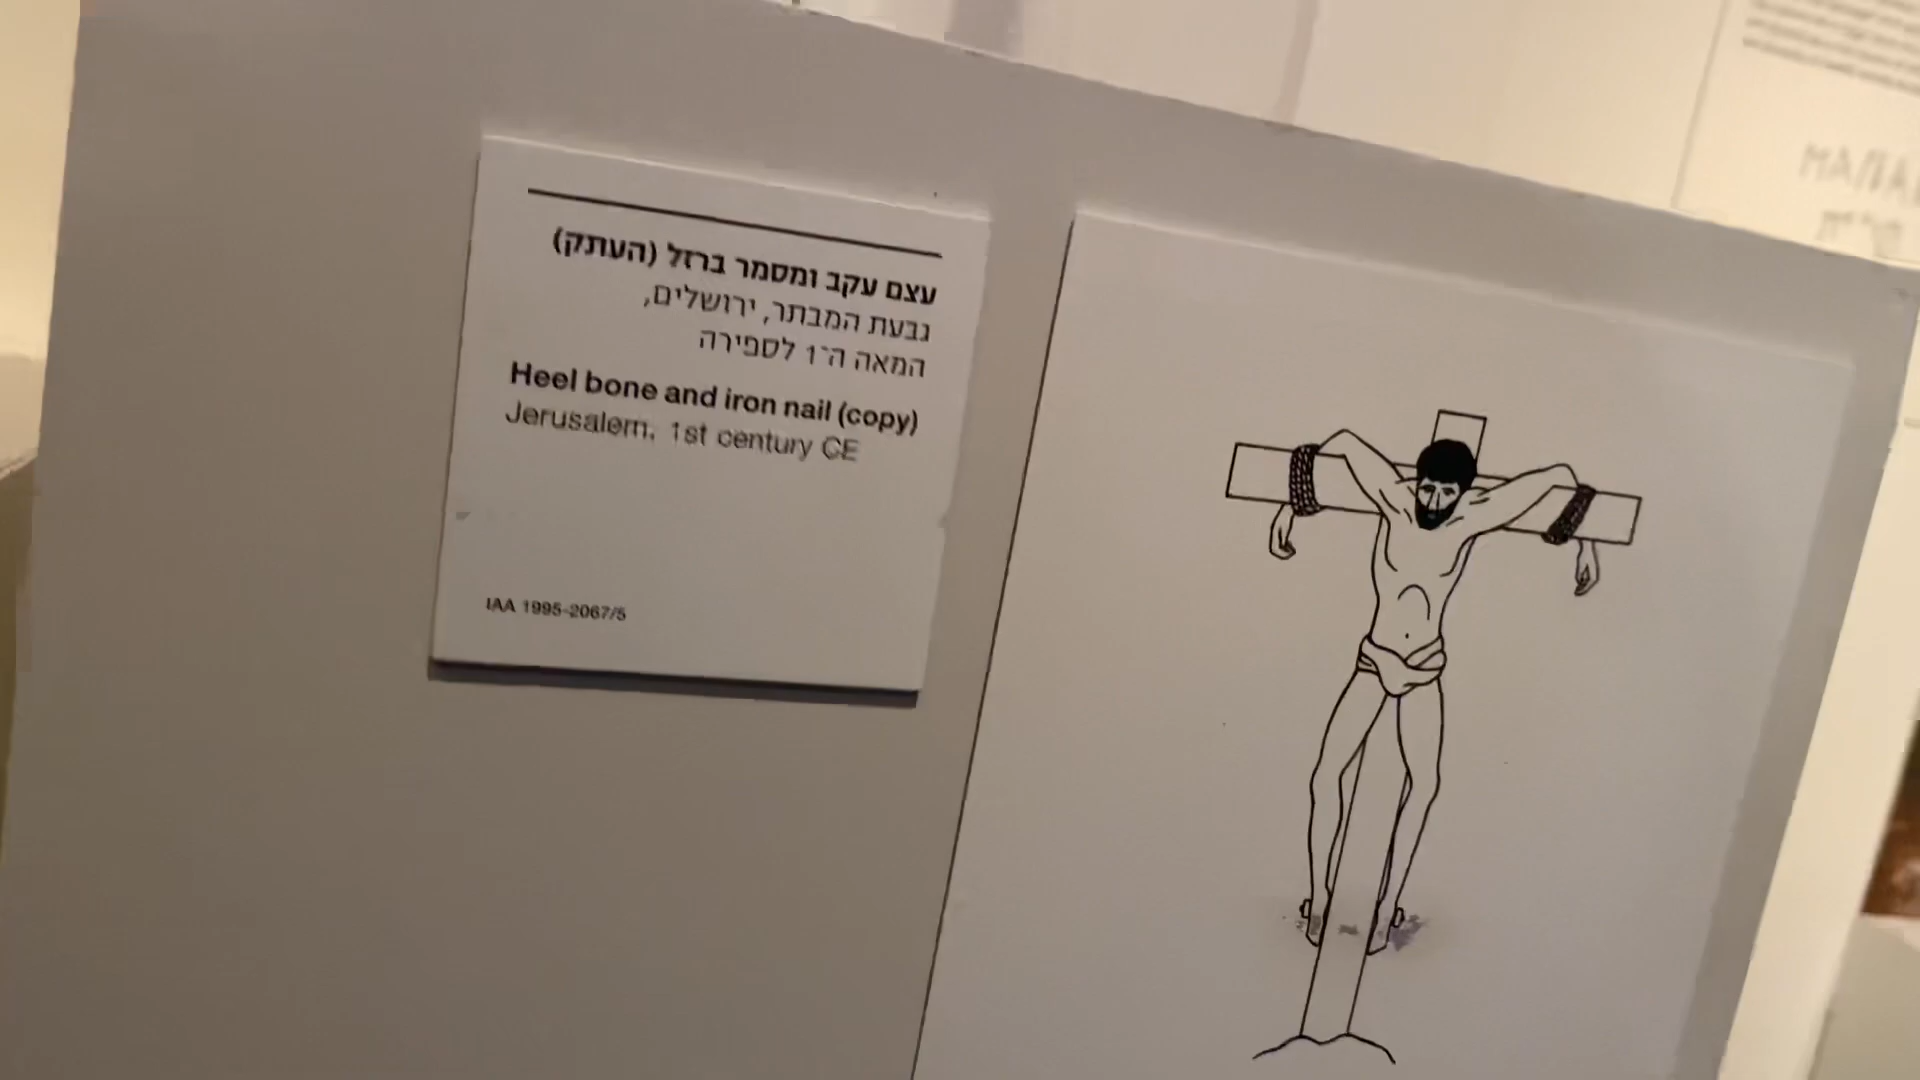 עצם עקב ומסמר ברזל (העתק)
גבעת המבתר, ירושלים,
המאה ה־1 לספירה
Heel bone and iron nail (copy)
Jerusalem, 1st century CE
IAA 1995-2067/5